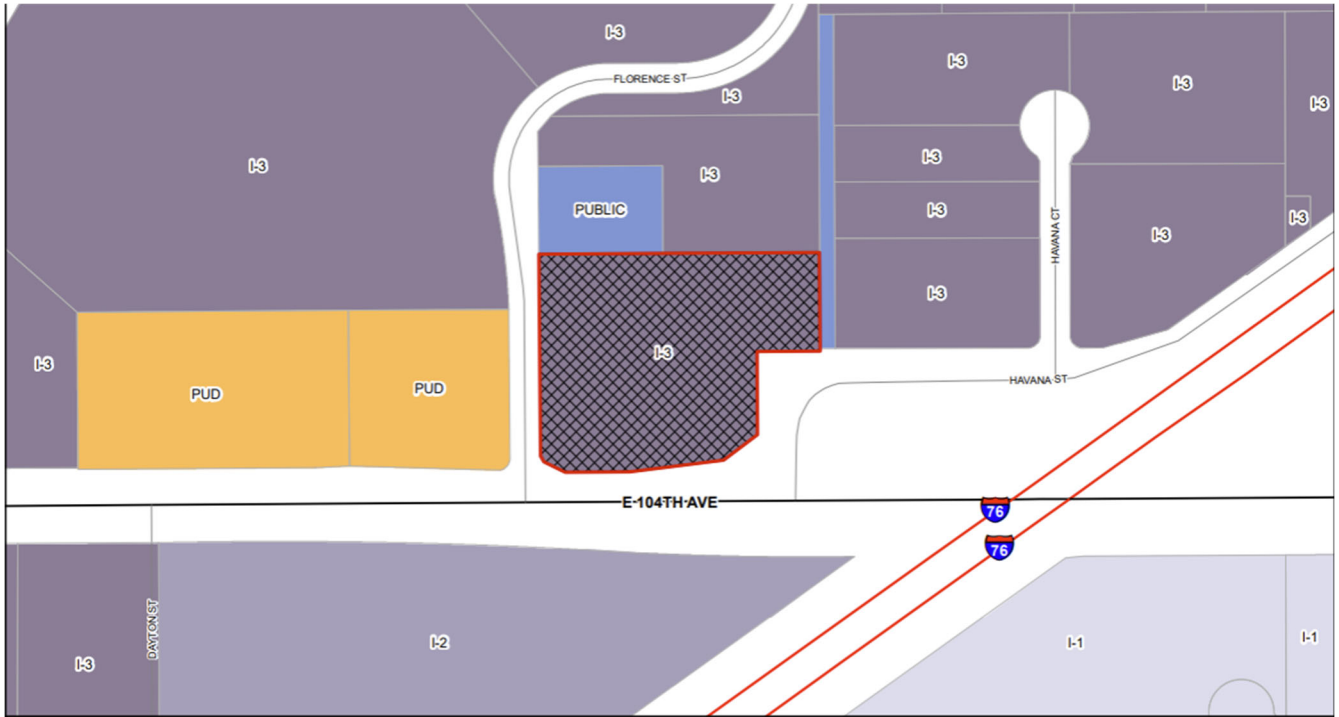 I-3
FLORENCE ST
I-3
I-3
I-3
I-3
I-3
I-3
I-3
I-3
PUBLIC
I-3
I-3
I-3
HAVANA CT
I-3
I-3
I-3
I-3
HAVANA ST
PUD
PUD
E 104TH AVE
76
76
DAYTON ST
I-3
I-2
I-1
I-1